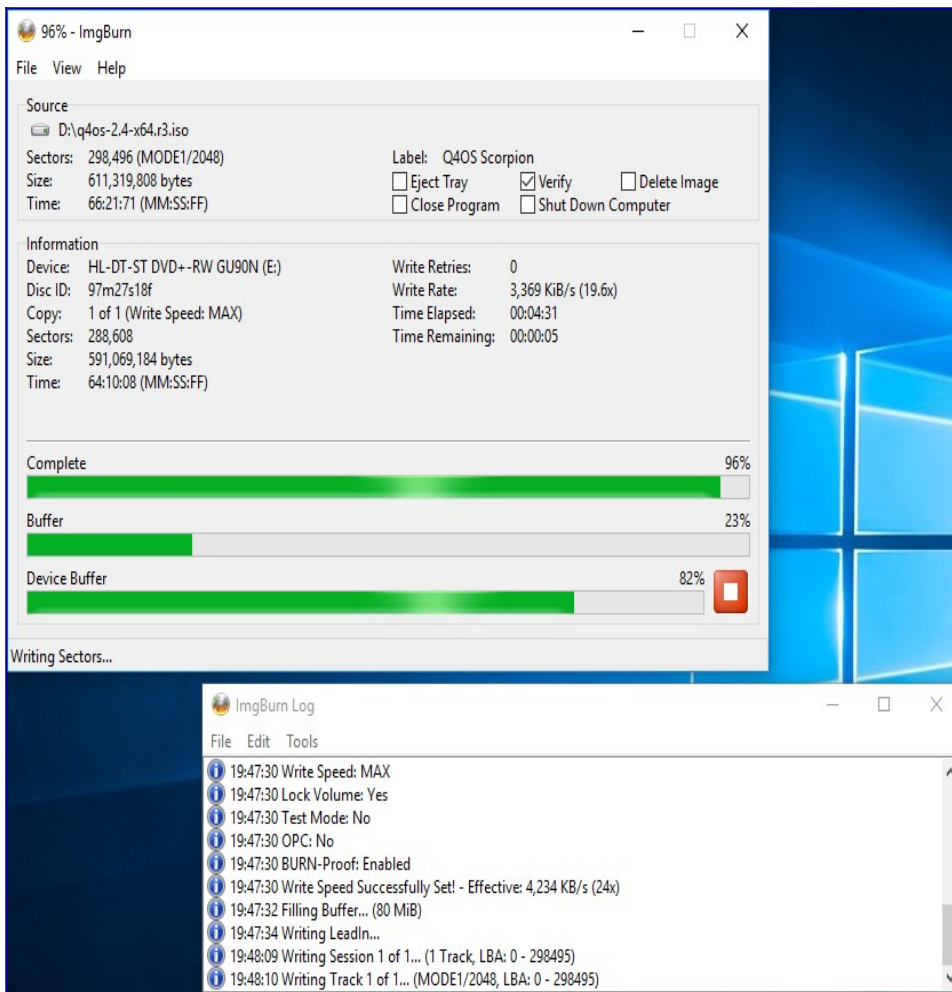 96% - ImgBurn
File View Help
Source
D:\q4os-2.4-x64.r3.iso
Sectors: 298,496 (MODE1/2048) Label: Q4OS Scorpion
Size: 611,319,808 bytes Eject Tray Verify Delete Image
Time: 66:21:71 (MM:SS:FF) Close Program Shut Down Computer
Information
Device: HL-DT-ST DVD+-RW GU90N (E:) Write Retries: 0
Disc ID: 97m27s18f Write Rate: 3,369 KiB/s (19.6x)
Copy: 1 of 1 (Write Speed: MAX) Time Elapsed: 00:04:31
Sectors: 288,608 Time Remaining: 00:00:05
Size: 591,069,184 bytes
Time: 64:10:08 (MM:SS:FF)
Complete 96%
Buffer 23%
Device Buffer 82%
Writing Sectors...
ImgBurn Log
File Edit Tools
19:47:30 Write Speed: MAX
19:47:30 Lock Volume: Yes
19:47:30 Test Mode: No
19:47:30 OPC: No
19:47:30 BURN-Proof: Enabled
19:47:30 Write Speed Successfully Set! - Effective: 4,234 KB/s (24x)
19:47:32 Filling Buffer... (80 MiB)
19:47:34 Writing LeadIn...
19:48:09 Writing Session 1 of 1... (1 Track, LBA: 0 - 298495)
19:48:10 Writing Track 1 of 1... (MODE1/2048, LBA: 0 - 298495)